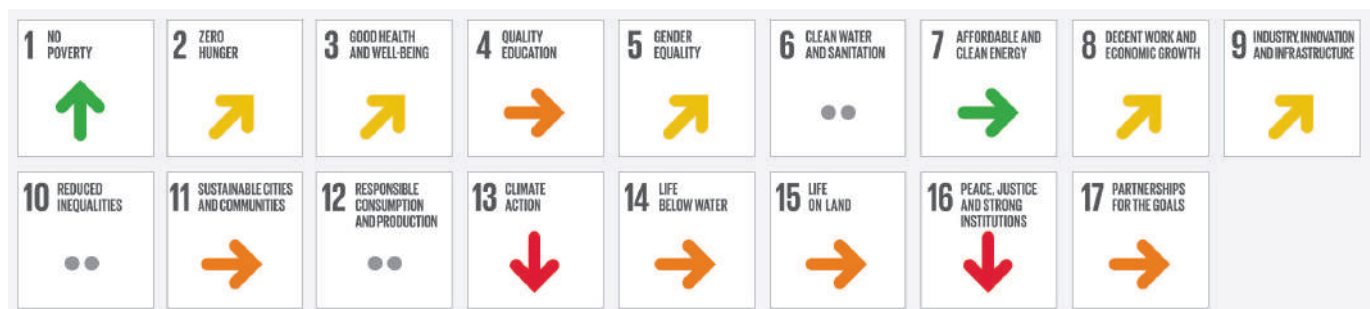 1 NO
POVERTY
2 ZERO
HUNGER
3 GOOD HEALTH
AND WELL-BEING
4 QUALITY
EDUCATION
5 GENDER
EQUALITY
6 CLEAN WATER
AND SANITATION
7 AFFORDABLE AND
CLEAN ENERGY
8 DECENT WORK AND
ECONOMIC GROWTH
9 INDUSTRY, INNOVATION
AND INFRASTRUCTURE
10 REDUCED
INEQUALITIES
11 SUSTAINABLE CITIES
AND COMMUNITIES
12 RESPONSIBLE
CONSUMPTION
AND PRODUCTION
13 CLIMATE
ACTION
14 LIFE
BELOW WATER
15 LIFE
ON LAND
16 PEACE, JUSTICE
AND STRONG
INSTITUTIONS
17 PARTNERSHIPS
FOR THE GOALS